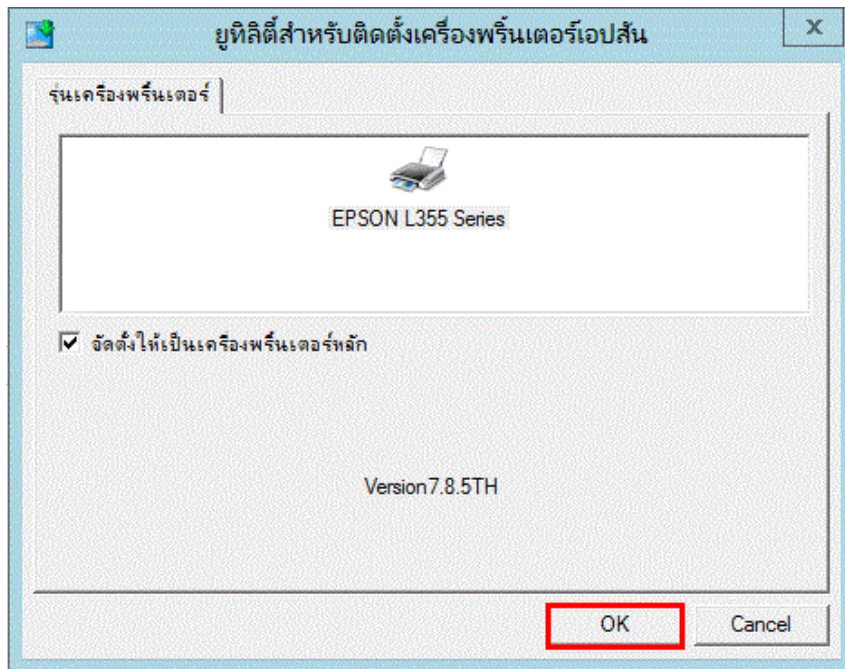 ยูทิลิตี้สำหรับติดตั้งเครื่องพริ้นเตอร์เอปสัน
X
รุ่นเครื่องพริ้นเตอร์
EPSON L355 Series
จัดตั้งให้เป็นเครื่องพริ้นเตอร์หลัก
Version7.8.5TH
OK
Cancel